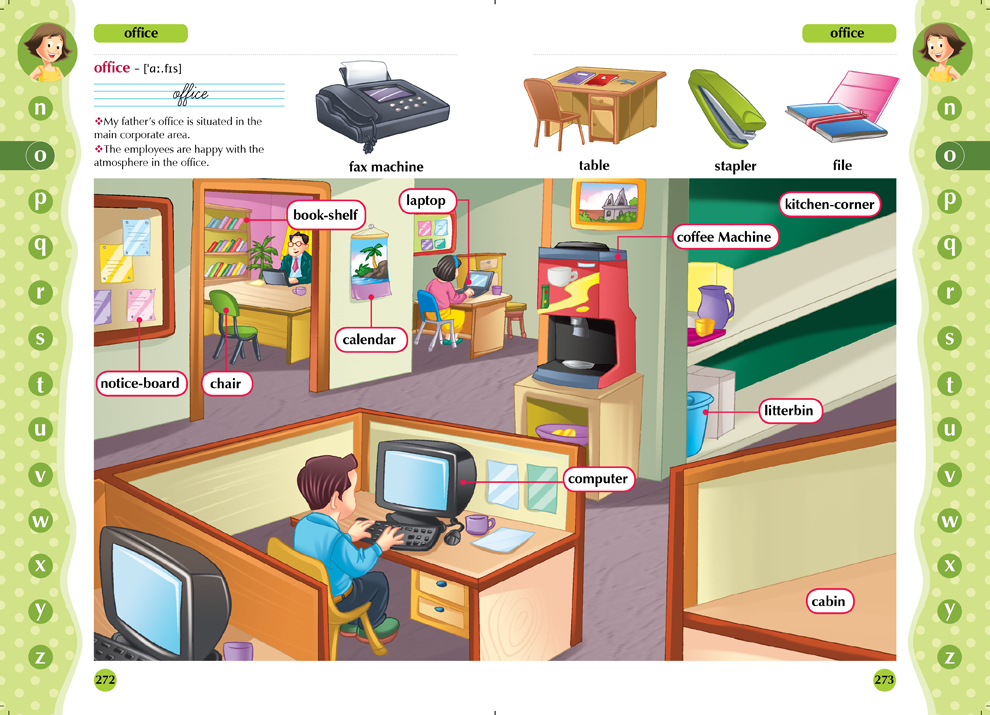 office
office
office – ['ɑː.fɪs]
office
❖My father's office is situated in the
main corporate area.
❖The employees are happy with the
atmosphere in the office.
fax machine
table
stapler
file
n
o
p
q
r
s
t
u
v
w
x
y
z
book-shelf
laptop
kitchen-corner
coffee Machine
calendar
notice-board
chair
litterbin
computer
cabin
n
o
p
q
r
s
t
u
v
w
x
y
z
272
273